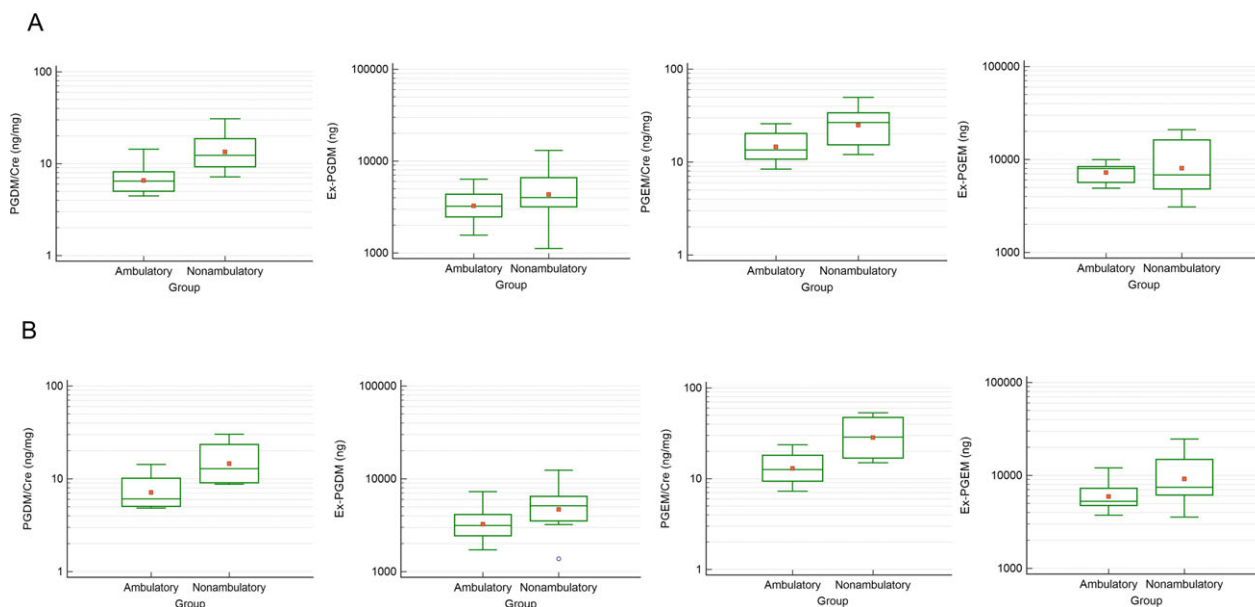 A
PGDM/Cre (ng/mg)
100
10
1
Ambulatory Nonambulatory
Group
Ex-PGDM (ng)
100000
10000
1000
Ambulatory Nonambulatory
Group
PGEM/Cre (ng/mg)
100
10
1
Ambulatory Nonambulatory
Group
Ex-PGEM (ng)
100000
10000
1000
Ambulatory Nonambulatory
Group
B
PGDM/Cre (ng/mg)
100
10
1
Ambulatory Nonambulatory
Group
Ex-PGDM (ng)
100000
10000
1000
Ambulatory Nonambulatory
Group
PGEM/Cre (ng/mg)
100
10
1
Ambulatory Nonambulatory
Group
Ex-PGEM (ng)
100000
10000
1000
Ambulatory Nonambulatory
Group